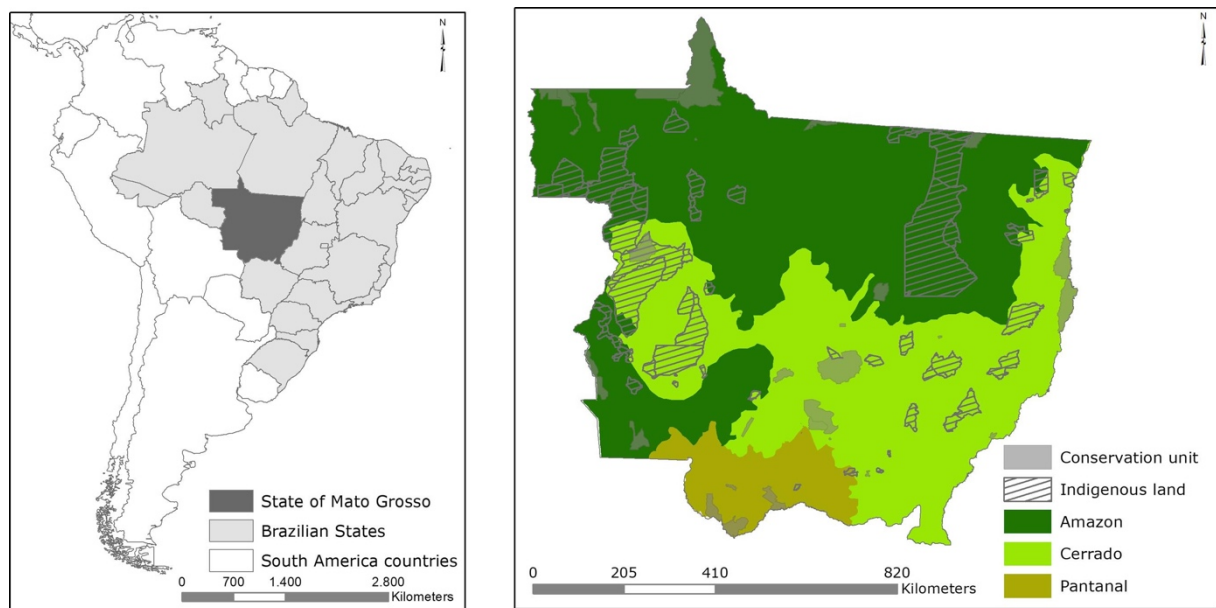 N
State of Mato Grosso
Brazilian States
South America countries
0 700 1.400 2.800
Kilometers
N
Conservation unit
Indigenous land
Amazon
Cerrado
Pantanal
0 205 410 820
Kilometers